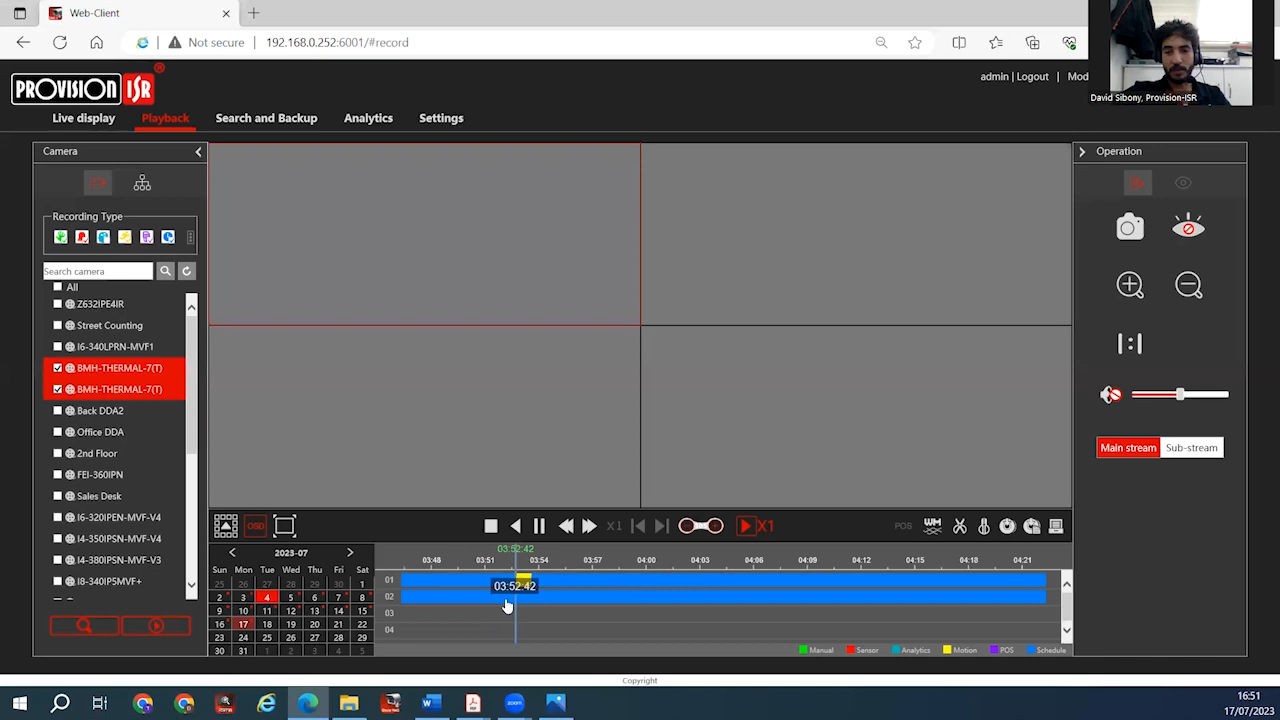 Web-Client
Not secure
192.168.0.252:6001/#record
David Sibony, Provision-ISR
PROVISION ISR ®
admin | Logout | Mod
Live display
Playback
Search and Backup
Analytics
Settings
Camera
Operation
Recording Type
Search camera
All
Z632IPE4IR
Street Counting
I6-340LPRN-MVF1
BMH-THERMAL-7(T)
BMH-THERMAL-7(T)
Back DDA2
Office DDA
2nd Floor
FEI-360IPN
Sales Desk
I6-320IPEN-MVF-V4
I4-350IPSN-MVF-V4
I4-380IPSN-MVF-V3
I8-340IP5MVF+
1:1
Main stream
Sub-stream
OSD
X1
X1
POS
WM
2023-07
Sun Mon Tue Wed Thu Fri Sat
25 26 27 28 29 30 1
2 3 4 5 6 7 8
9 10 11 12 13 14 15
16 17 18 19 20 21 22
23 24 25 26 27 28 29
30 31 1 2 3 4 5
03:52:42
03:48 03:51 03:54 03:57 04:00 04:03 04:06 04:09 04:12 04:15 04:18 04:21
01
03:52:42
02
03
04
Manual Sensor Analytics Motion POS Schedule
Copyright
16:51
17/07/2023